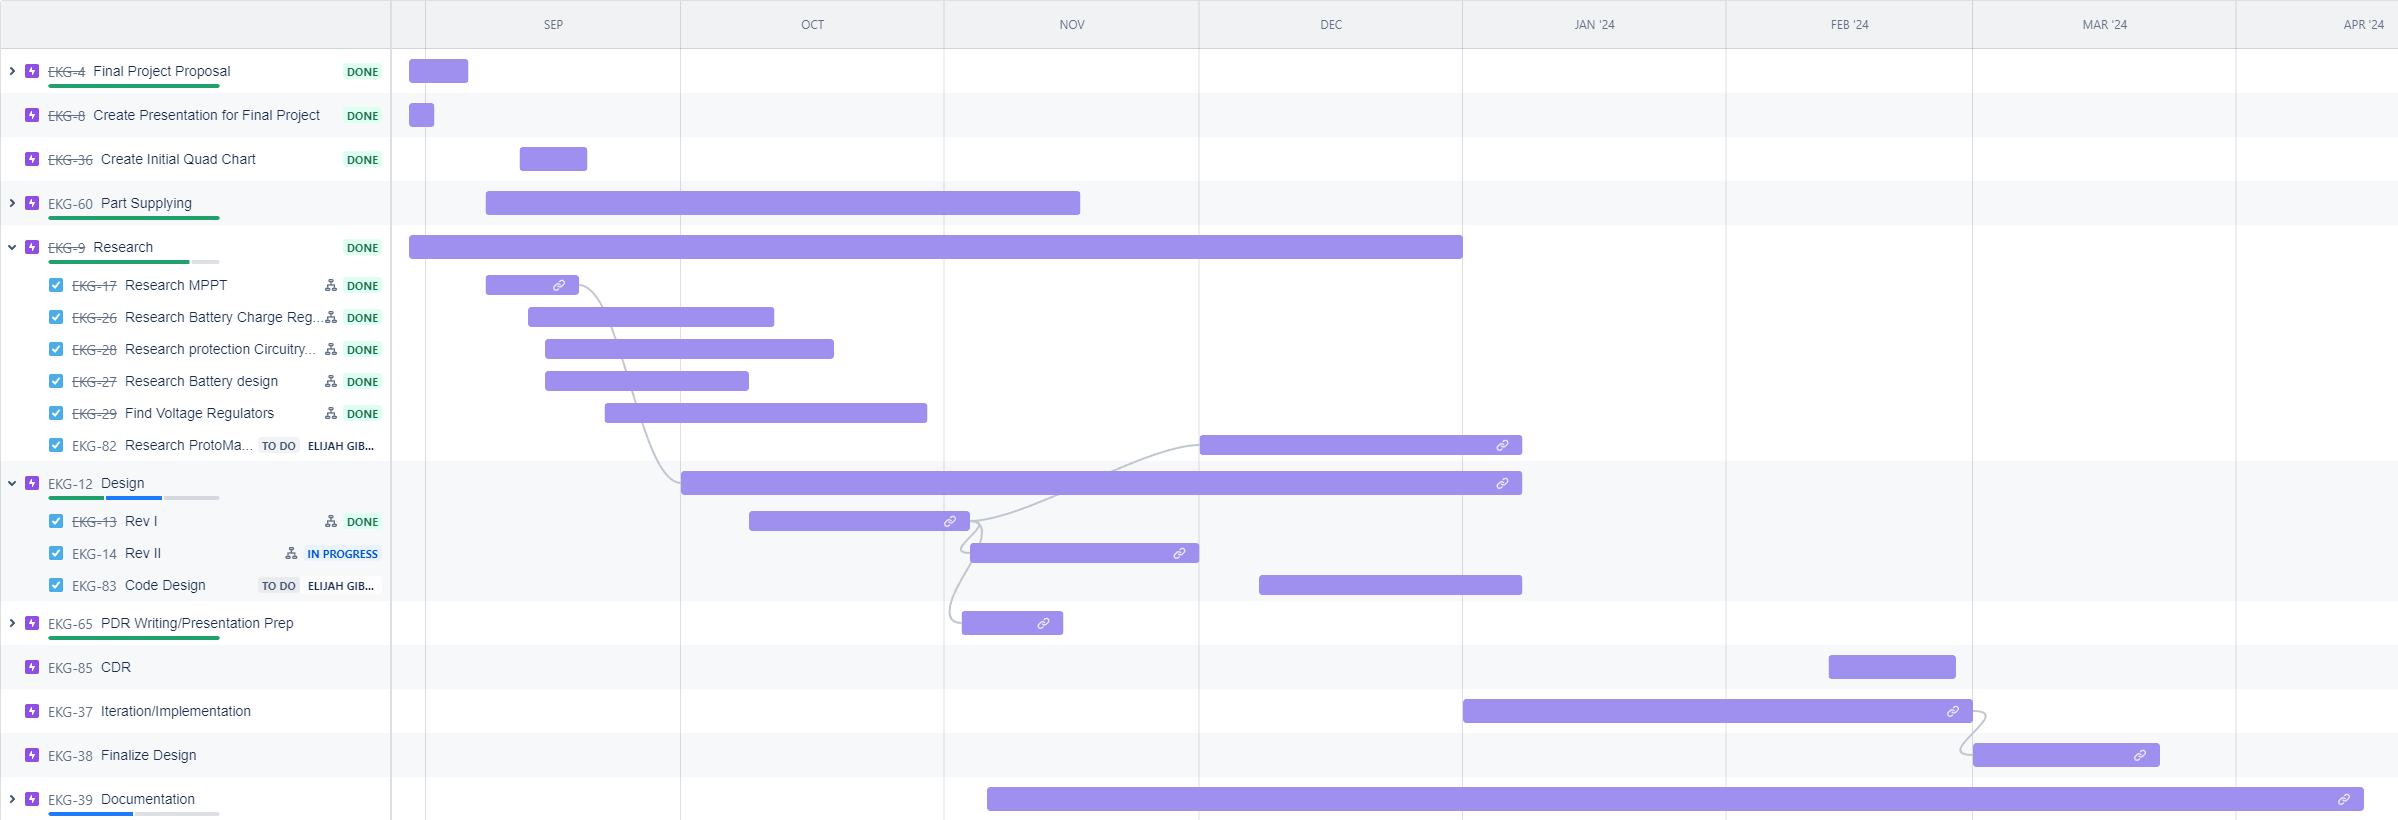 SEP OCT NOV DEC JAN '24 FEB '24 MAR '24 APR '24
EKG-4 Final Project Proposal DONE
EKG-8 Create Presentation for Final Project DONE
EKG-36 Create Initial Quad Chart DONE
EKG-60 Part Supplying
EKG-9 Research DONE
EKG-17 Research MPPT DONE
EKG-26 Research Battery Charge Reg... DONE
EKG-28 Research protection Circuitry... DONE
EKG-27 Research Battery design DONE
EKG-29 Find Voltage Regulators DONE
EKG-82 Research ProtoMa... TO DO ELIJAH GIB...
EKG-12 Design
EKG-13 Rev I DONE
EKG-14 Rev II IN PROGRESS
EKG-83 Code Design TO DO ELIJAH GIB...
EKG-65 PDR Writing/Presentation Prep
EKG-85 CDR
EKG-37 Iteration/Implementation
EKG-38 Finalize Design
EKG-39 Documentation